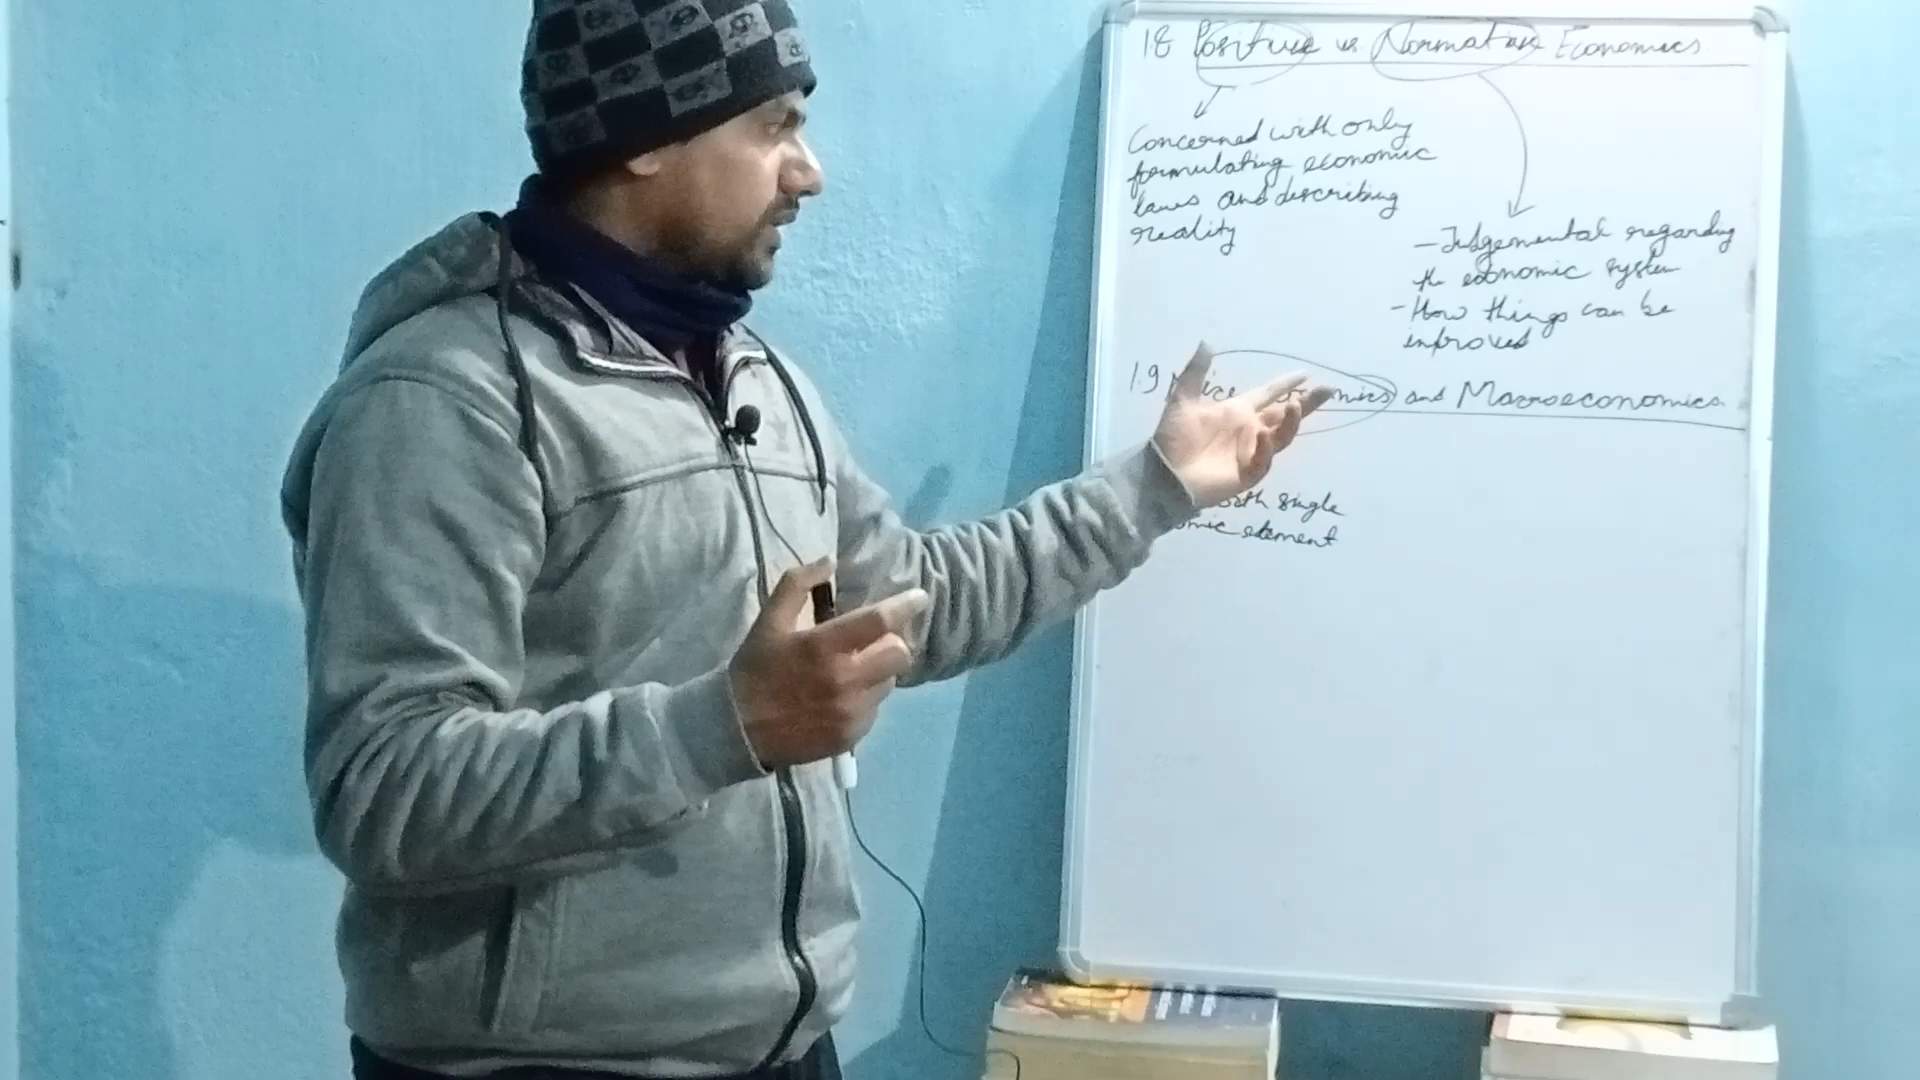 1.8 Positive vs Normative Economics
Concerned with only
formulating economic
laws and describing
reality
- Judgemental regarding
the economic system
- How things can be
improved
1.9 and Macroeconomics
single
element